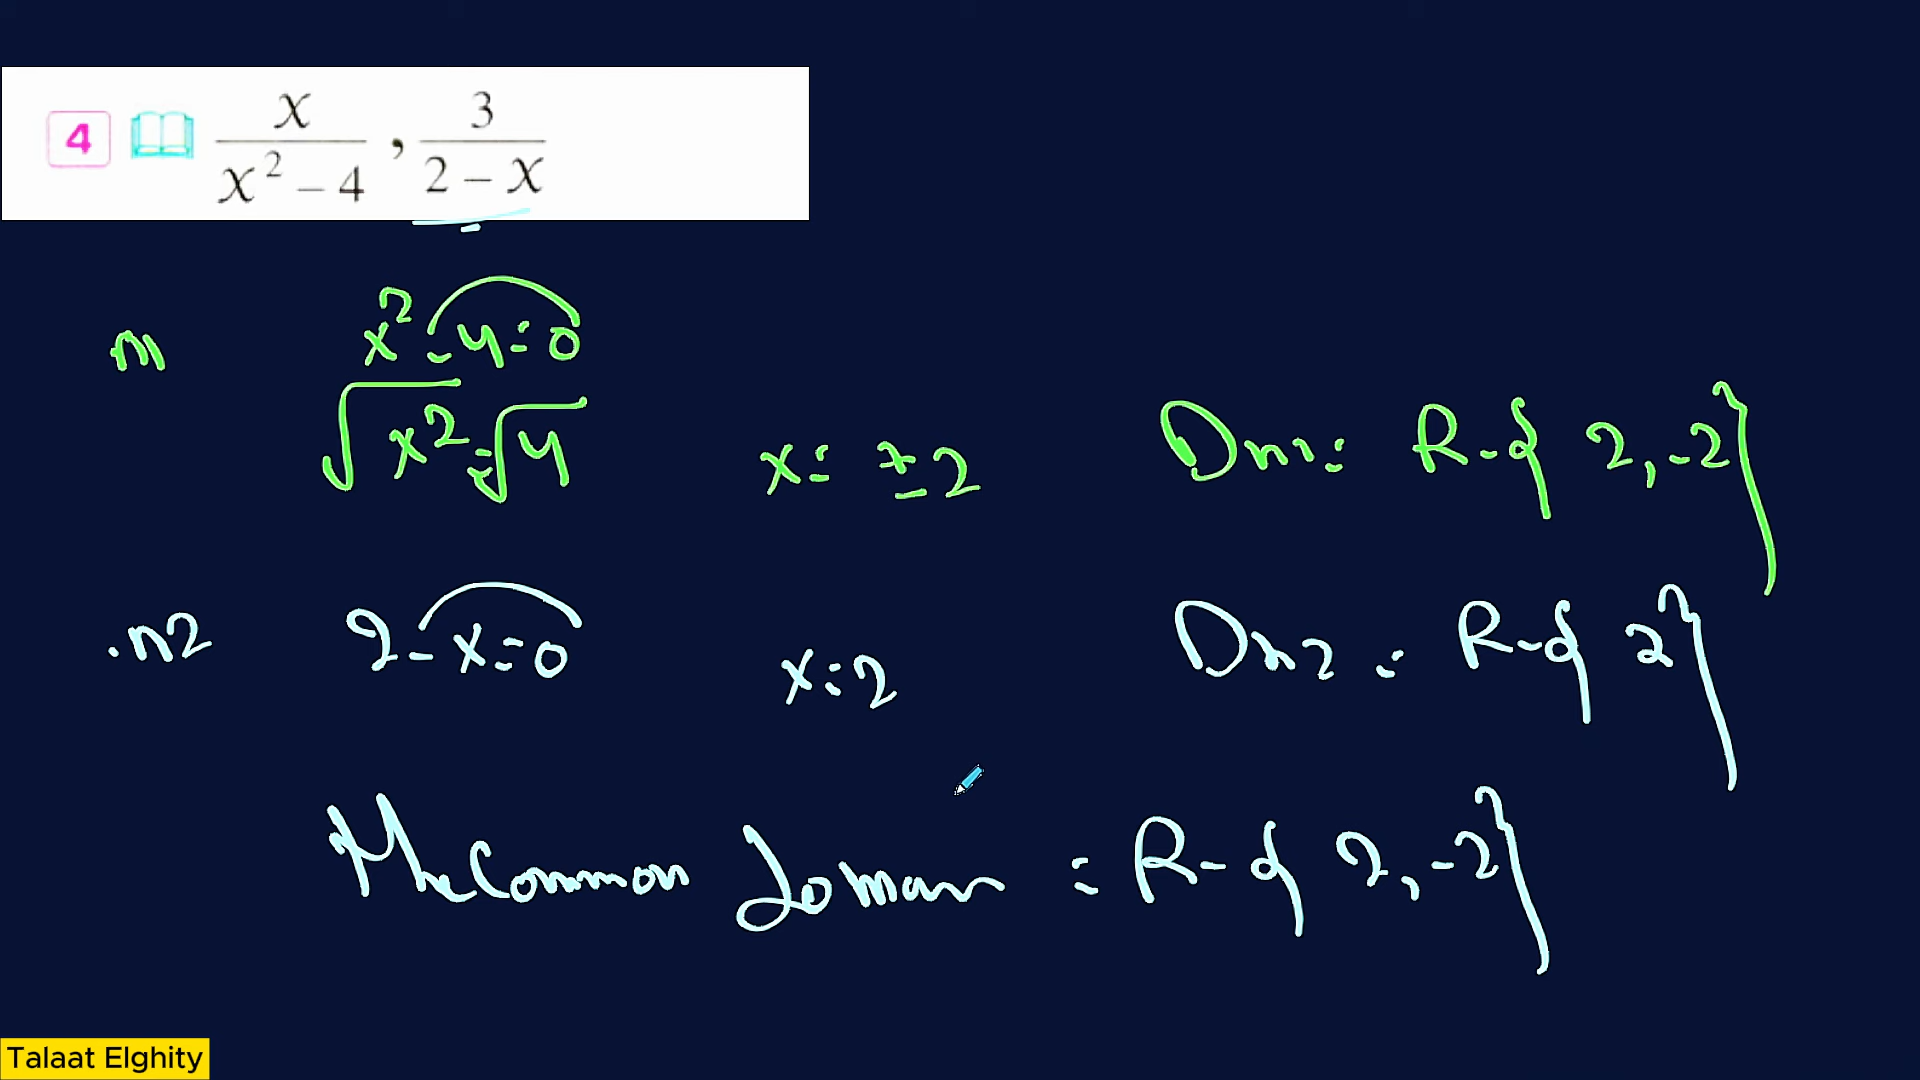 4 x/(x² – 4) , 3/(2 – x)
n1 x² - 4 = 0
√x² = √4 x = ± 2 Dn1 = R - { 2, -2 }
.n2 2 - x = 0 x = 2 Dn2 = R - { 2 }
The Common domain = R - { 2, -2 }
Talaat Elghity